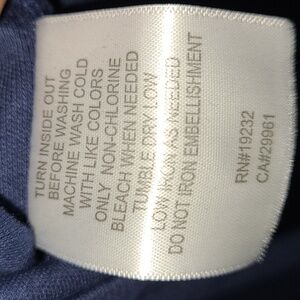 TURN INSIDE OUT
BEFORE WASHING
MACHINE WASH COLD
WITH LIKE COLORS
ONLY NON-CHLORINE
BLEACH WHEN NEEDED
TUMBLE DRY LOW
LOW IRON AS NEEDED
DO NOT IRON EMBELLISHMENT
RN#19232
CA#29961